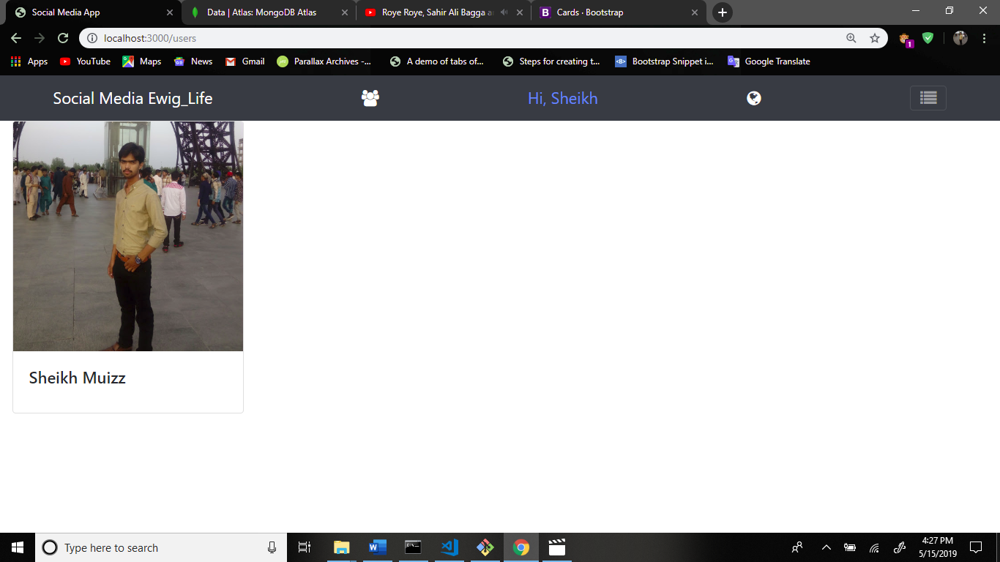 Social Media App
Data | Atlas: MongoDB Atlas
Roye Roye, Sahir Ali Bagga a
Cards · Bootstrap
localhost:3000/users
1
Apps
YouTube
Maps
News
Gmail
Parallax Archives -...
A demo of tabs of...
Steps for creating t...
Bootstrap Snippet i...
Google Translate
Social Media Ewig_Life
Hi, Sheikh
Sheikh Muizz
Type here to search
4:27 PM
5/15/2019